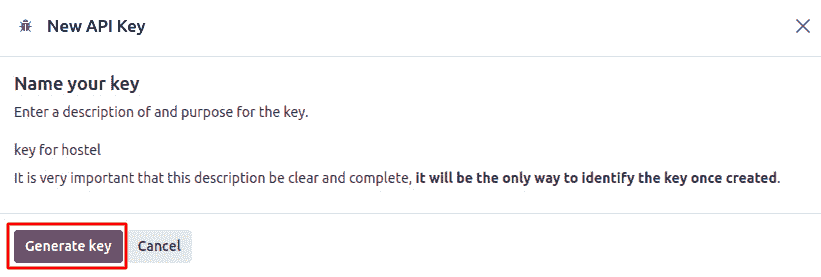 New API Key
Name your key
Enter a description of and purpose for the key.
key for hostel
It is very important that this description be clear and complete, it will be the only way to identify the key once created.
Generate key Cancel